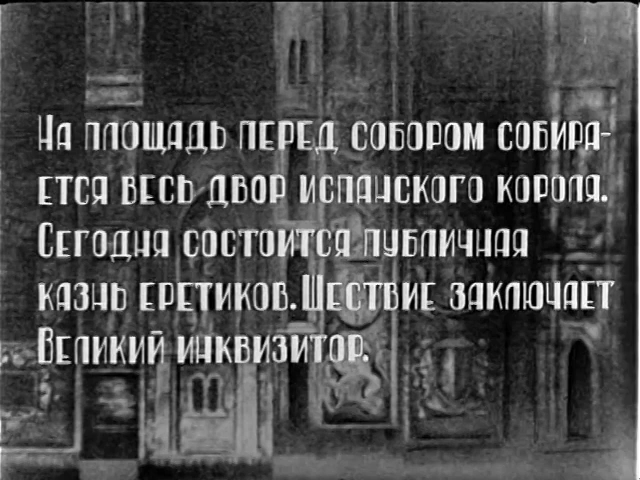 На площадь перед собором собира-
ется весь двор испанского короля.
Сегодня состоится публичная
казнь еретиков. Шествие заключает
Великий инквизитор.